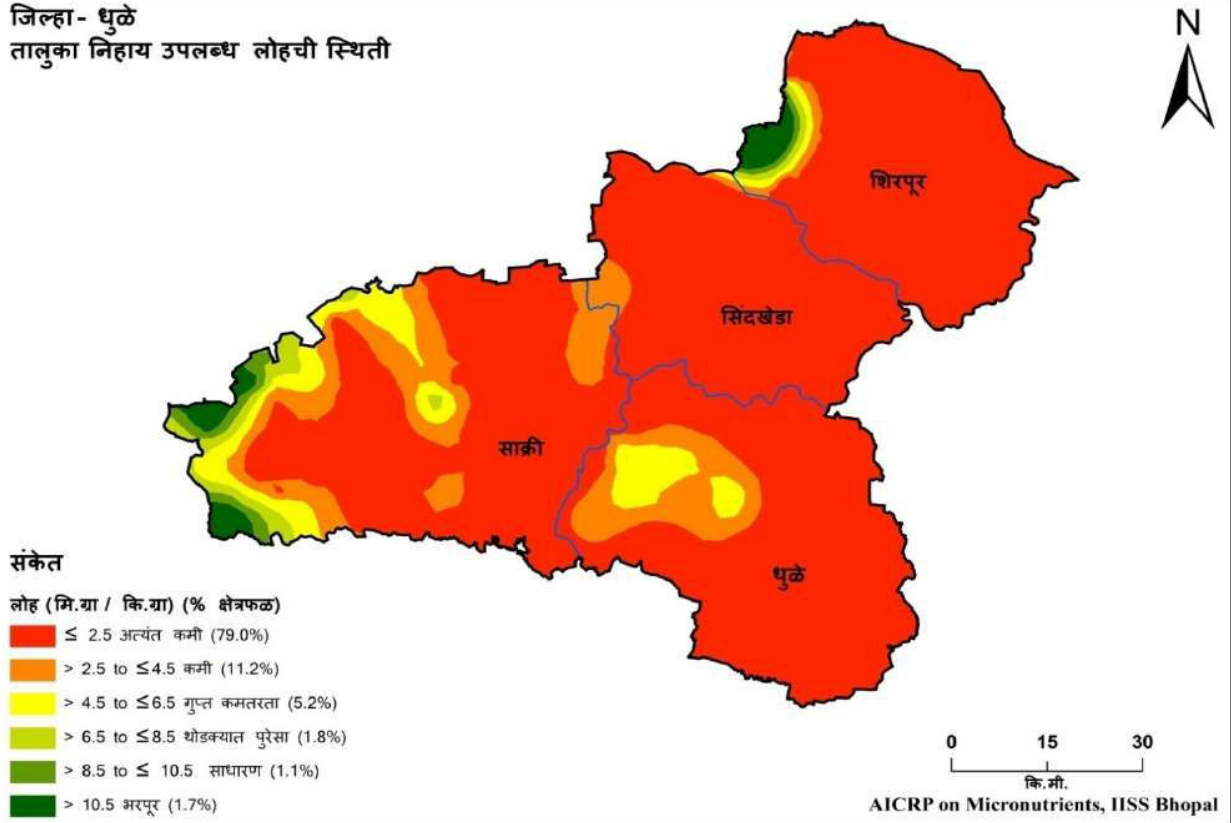 जिल्हा- धुळे
तालुका निहाय उपलब्ध लोहची स्थिती
N
शिरपूर
सिंदखेडा
साक्री
धुळे
संकेत
लोह (मि.ग्रा / कि.ग्रा) (% क्षेत्रफळ)
≤ 2.5 अत्यंत कमी (79.0%)
> 2.5 to ≤4.5 कमी (11.2%)
> 4.5 to ≤6.5 गुप्त कमतरता (5.2%)
> 6.5 to ≤8.5 थोडक्यात पुरेसा (1.8%)
> 8.5 to ≤ 10.5 साधारण (1.1%)
> 10.5 भरपूर (1.7%)
0 15 30
कि.मी.
AICRP on Micronutrients, IISS Bhopal